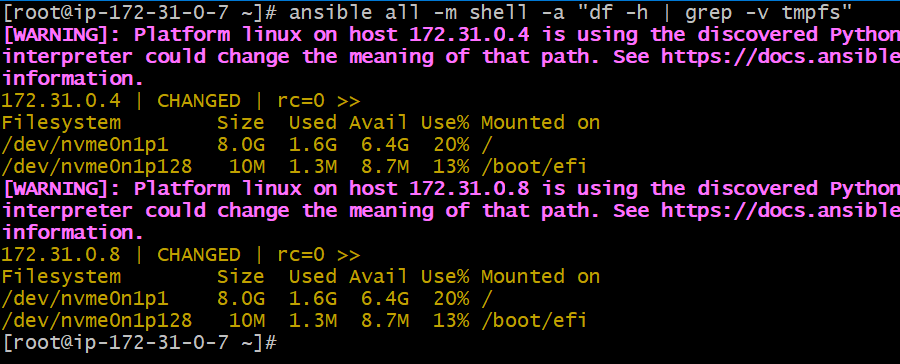 [root@ip-172-31-0-7 ~]# ansible all -m shell -a "df -h | grep -v tmpfs"
[WARNING]: Platform linux on host 172.31.0.4 is using the discovered Python
interpreter could change the meaning of that path. See https://docs.ansible
information.
172.31.0.4 | CHANGED | rc=0 >>
Filesystem        Size  Used Avail Use% Mounted on
/dev/nvme0n1p1    8.0G  1.6G  6.4G  20% /
/dev/nvme0n1p128   10M  1.3M  8.7M  13% /boot/efi
[WARNING]: Platform linux on host 172.31.0.8 is using the discovered Python
interpreter could change the meaning of that path. See https://docs.ansible
information.
172.31.0.8 | CHANGED | rc=0 >>
Filesystem        Size  Used Avail Use% Mounted on
/dev/nvme0n1p1    8.0G  1.6G  6.4G  20% /
/dev/nvme0n1p128   10M  1.3M  8.7M  13% /boot/efi
[root@ip-172-31-0-7 ~]#